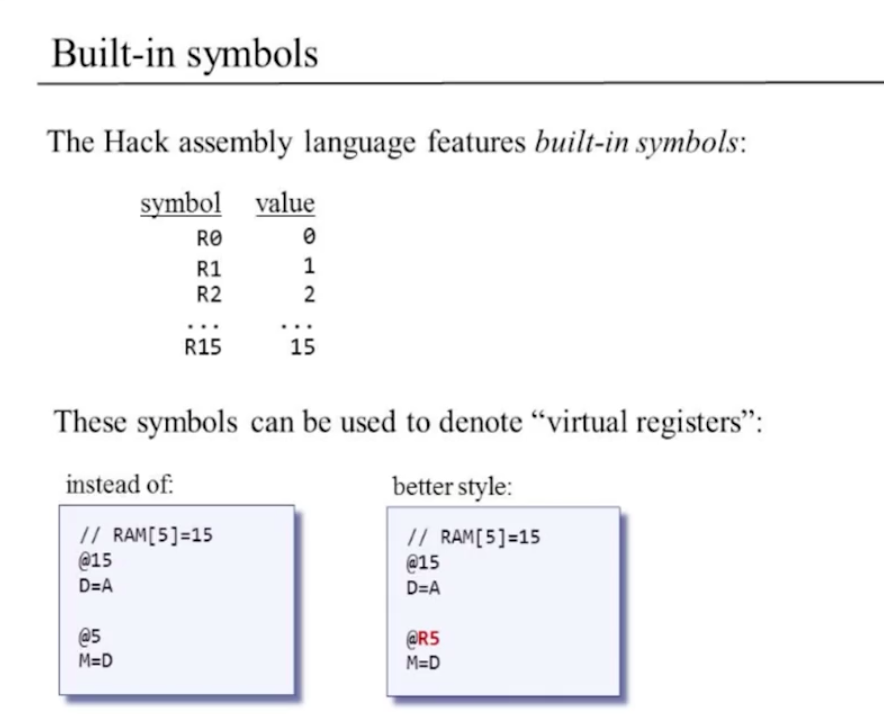 Built-in symbols
The Hack assembly language features built-in symbols:
symbol value
R0 0
R1 1
R2 2
... ...
R15 15
These symbols can be used to denote “virtual registers”:
instead of:
// RAM[5]=15
@15
D=A
@5
M=D
better style:
// RAM[5]=15
@15
D=A
@R5
M=D